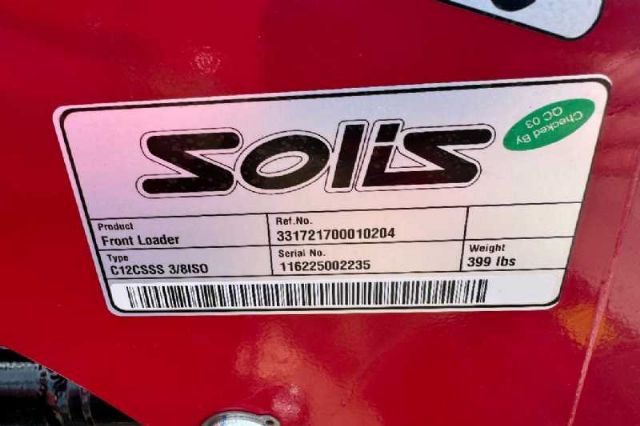 Solis
Checked By
QC 03
Product
Front Loader
Ref.No.
331721700010204
Type
C12CSSS 3/8ISO
Serial No.
116225002235
Weight
399 lbs